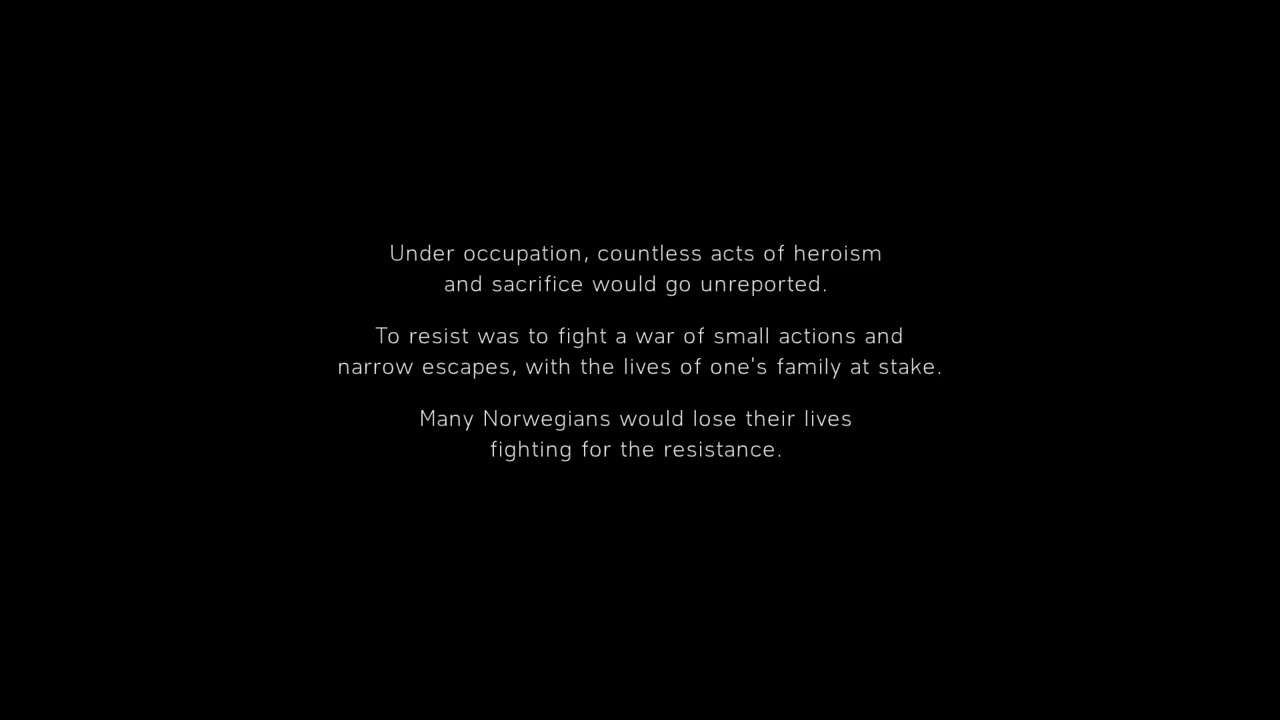 Under occupation, countless acts of heroism
and sacrifice would go unreported.
To resist was to fight a war of small actions and
narrow escapes, with the lives of one's family at stake.
Many Norwegians would lose their lives
fighting for the resistance.